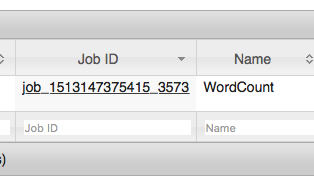 Job ID Name
job_1513147375415_3573 WordCount
Job ID Name
s)